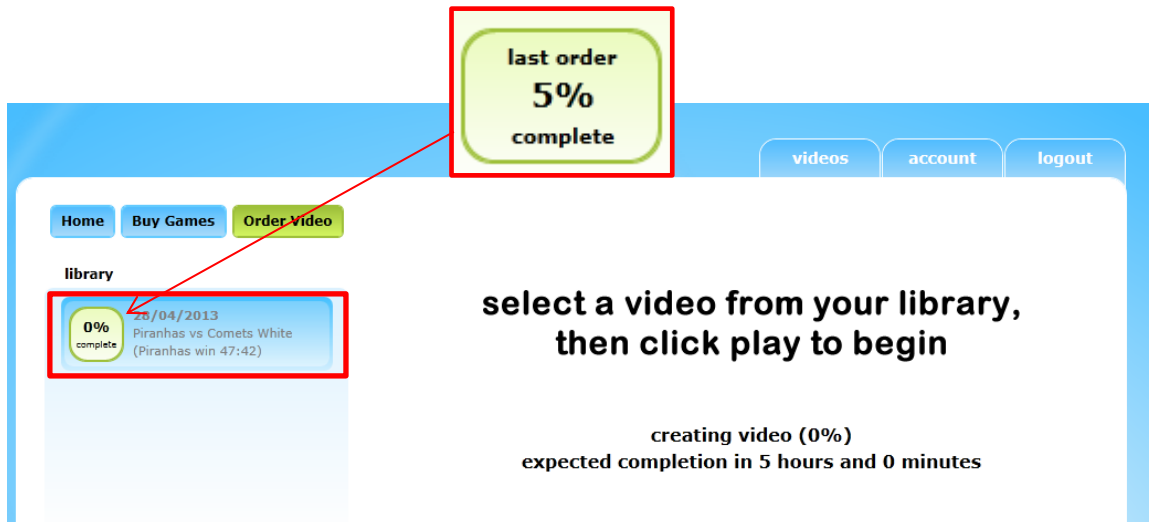 last order
5%
complete
videos
account
logout
Home
Buy Games
Order Video
library
0%
complete
28/04/2013
Piranhas vs Comets White
(Piranhas win 47:42)
select a video from your library,
then click play to begin
creating video (0%)
expected completion in 5 hours and 0 minutes